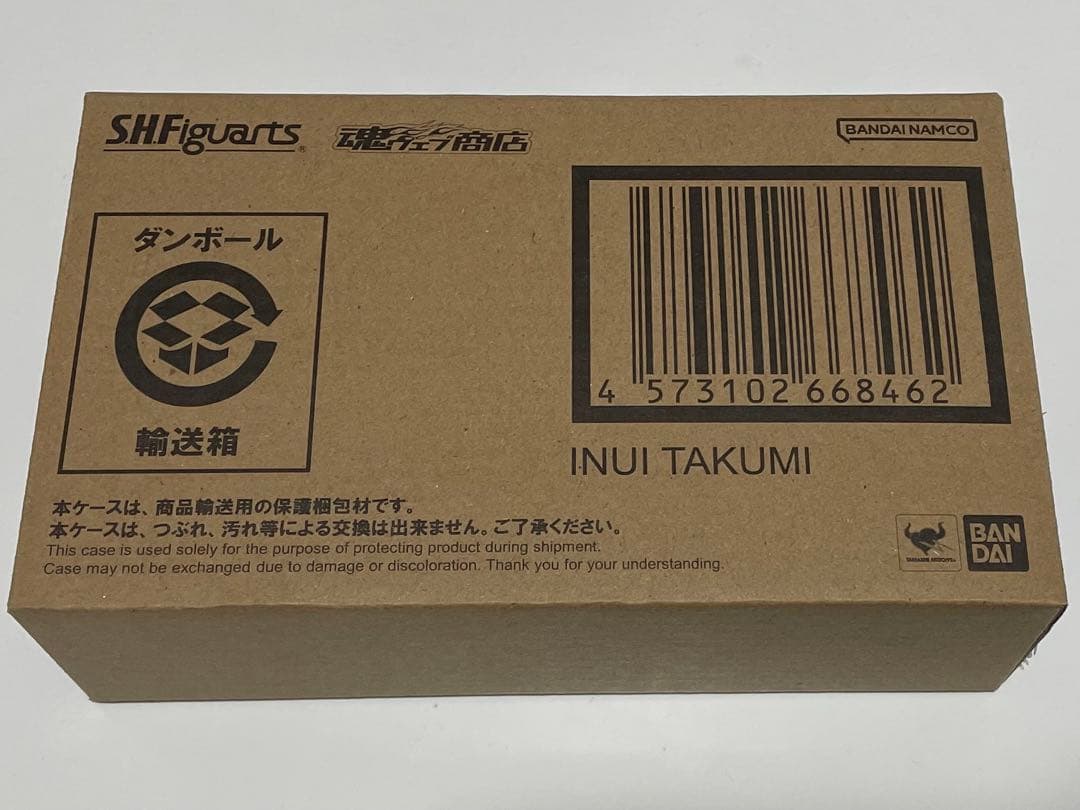 S.H.Figuarts®
魂ウェブ商店
BANDAI NAMCO
ダンボール
輸送箱
4 573102 668462
INUI TAKUMI
本ケースは、商品輸送用の保護梱包材です。
本ケースは、つぶれ、汚れ等による交換は出来ません。ご了承ください。
This case is used solely for the purpose of protecting product during shipment.
Case may not be exchanged due to damage or discoloration. Thank you for your understanding.
BAN
DAI